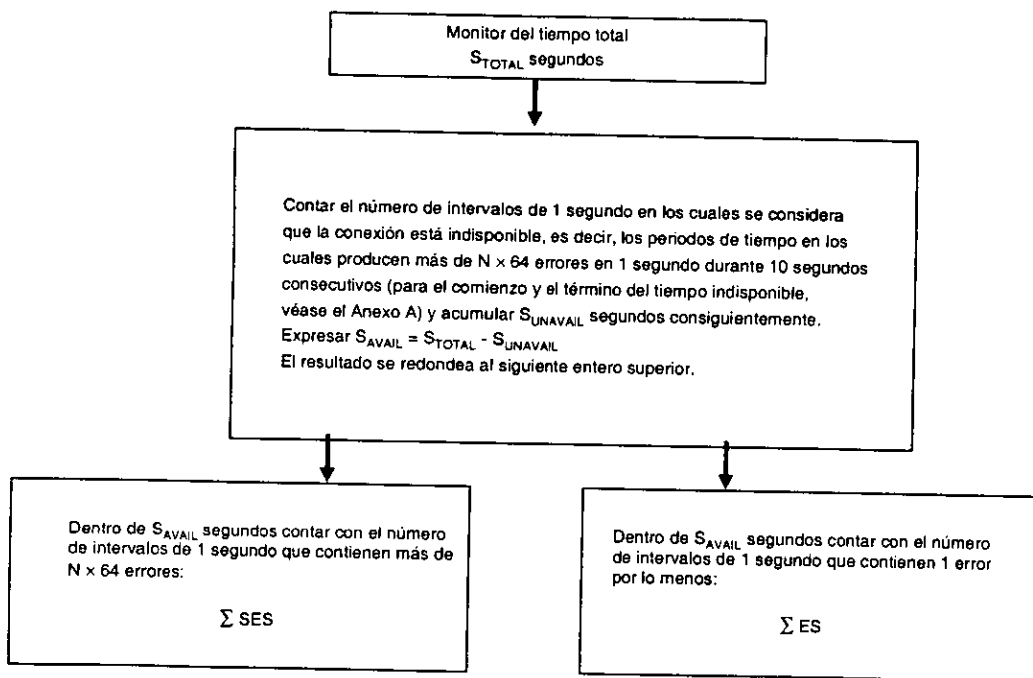 Monitor del tiempo total
S_TOTAL segundos
Contar el número de intervalos de 1 segundo en los cuales se considera
que la conexión está indisponible, es decir, los periodos de tiempo en los
cuales producen más de N × 64 errores en 1 segundo durante 10 segundos
consecutivos (para el comienzo y el término del tiempo indisponible,
véase el Anexo A) y acumular S_UNAVAIL segundos consiguientemente.
Expresar S_AVAIL = S_TOTAL - S_UNAVAIL
El resultado se redondea al siguiente entero superior.
Dentro de S_AVAIL segundos contar con el número
de intervalos de 1 segundo que contienen más de
N × 64 errores:
∑ SES
Dentro de S_AVAIL segundos contar con el número
de intervalos de 1 segundo que contienen 1 error
por lo menos:
∑ ES